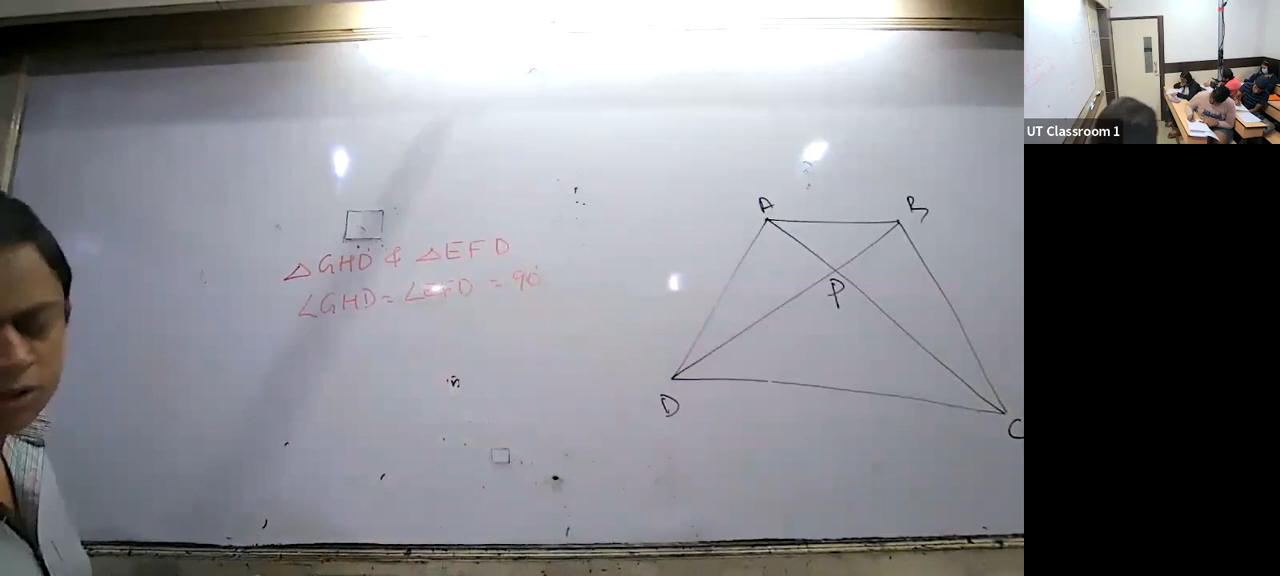 △GHD & △EFD
∠GHD = ∠EFD = 90°
A
B
P
D
C
UT Classroom 1